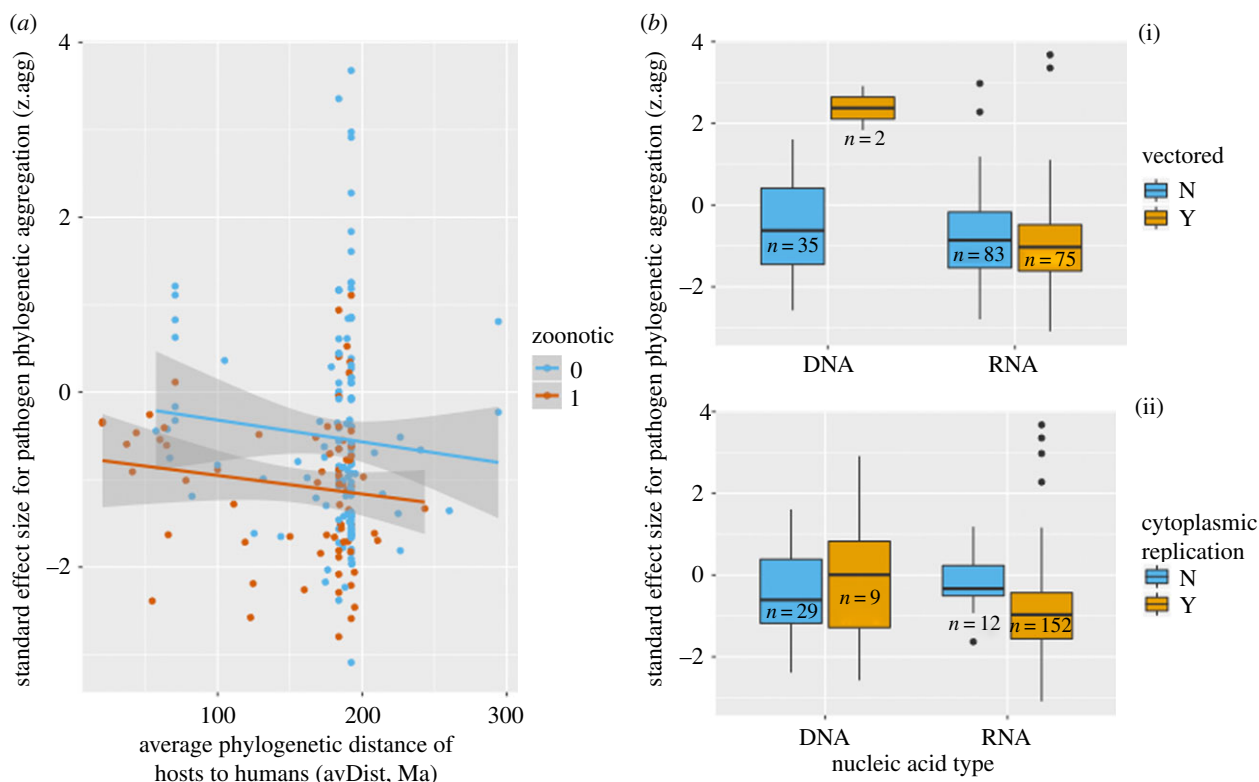 (a)
standard effect size for pathogen phylogenetic aggregation (z.agg)
4
2
0
−2
100
200
300
average phylogenetic distance of
hosts to humans (avDist, Ma)
zoonotic
0
1
(b)
(i)
standard effect size for pathogen phylogenetic aggregation (z.agg)
4
2
0
−2
n = 35
n = 2
n = 83
n = 75
DNA
RNA
vectored
N
Y
(ii)
4
2
0
−2
n = 29
n = 9
n = 12
n = 152
DNA
RNA
nucleic acid type
cytoplasmic
replication
N
Y